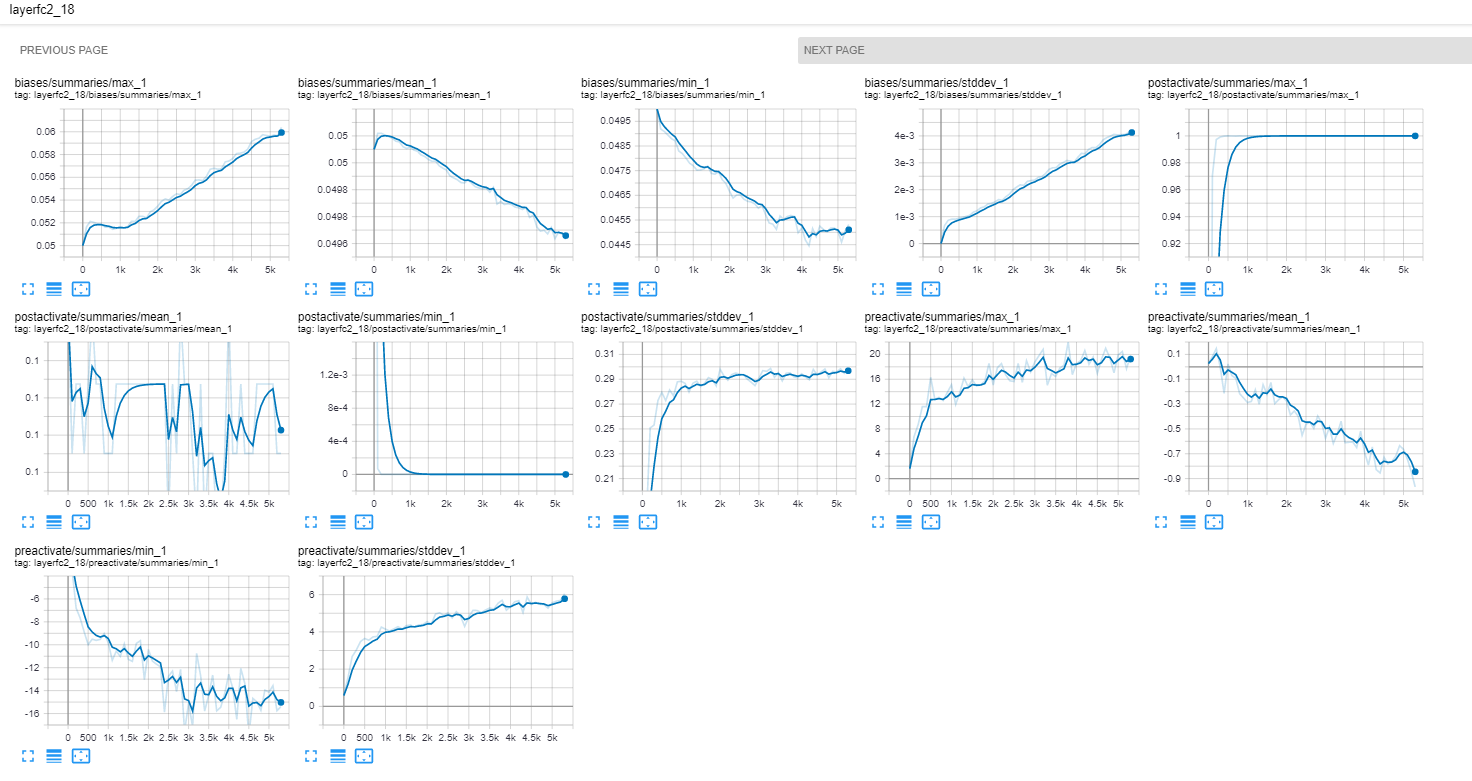 layerfc2_18
PREVIOUS PAGE NEXT PAGE
biases/summaries/max_1
tag: layerfc2_18/biases/summaries/max_1
0.06
0.058
0.056
0.054
0.052
0.05
0 1k 2k 3k 4k 5k
biases/summaries/mean_1
tag: layerfc2_18/biases/summaries/mean_1
0.05
0.05
0.0498
0.0498
0.0496
0 1k 2k 3k 4k 5k
biases/summaries/min_1
tag: layerfc2_18/biases/summaries/min_1
0.0495
0.0485
0.0475
0.0465
0.0455
0.0445
0 1k 2k 3k 4k 5k
biases/summaries/stddev_1
tag: layerfc2_18/biases/summaries/stddev_1
4e-3
3e-3
2e-3
1e-3
0
0 1k 2k 3k 4k 5k
postactivate/summaries/max_1
tag: layerfc2_18/postactivate/summaries/max_1
1
0.98
0.96
0.94
0.92
0 1k 2k 3k 4k 5k
postactivate/summaries/mean_1
tag: layerfc2_18/postactivate/summaries/mean_1
0.1
0.1
0.1
0.1
0 500 1k 1.5k 2k 2.5k 3k 3.5k 4k 4.5k 5k
postactivate/summaries/min_1
tag: layerfc2_18/postactivate/summaries/min_1
1.2e-3
8e-4
4e-4
0
0 1k 2k 3k 4k 5k
postactivate/summaries/stddev_1
tag: layerfc2_18/postactivate/summaries/stddev_1
0.31
0.29
0.27
0.25
0.23
0.21
0 1k 2k 3k 4k 5k
preactivate/summaries/max_1
tag: layerfc2_18/preactivate/summaries/max_1
20
16
12
8
4
0
0 500 1k 1.5k 2k 2.5k 3k 3.5k 4k 4.5k 5k
preactivate/summaries/mean_1
tag: layerfc2_18/preactivate/summaries/mean_1
0.1
-0.1
-0.3
-0.5
-0.7
-0.9
0 1k 2k 3k 4k 5k
preactivate/summaries/min_1
tag: layerfc2_18/preactivate/summaries/min_1
-6
-8
-10
-12
-14
-16
0 500 1k 1.5k 2k 2.5k 3k 3.5k 4k 4.5k 5k
preactivate/summaries/stddev_1
tag: layerfc2_18/preactivate/summaries/stddev_1
6
4
2
0
0 500 1k 1.5k 2k 2.5k 3k 3.5k 4k 4.5k 5k